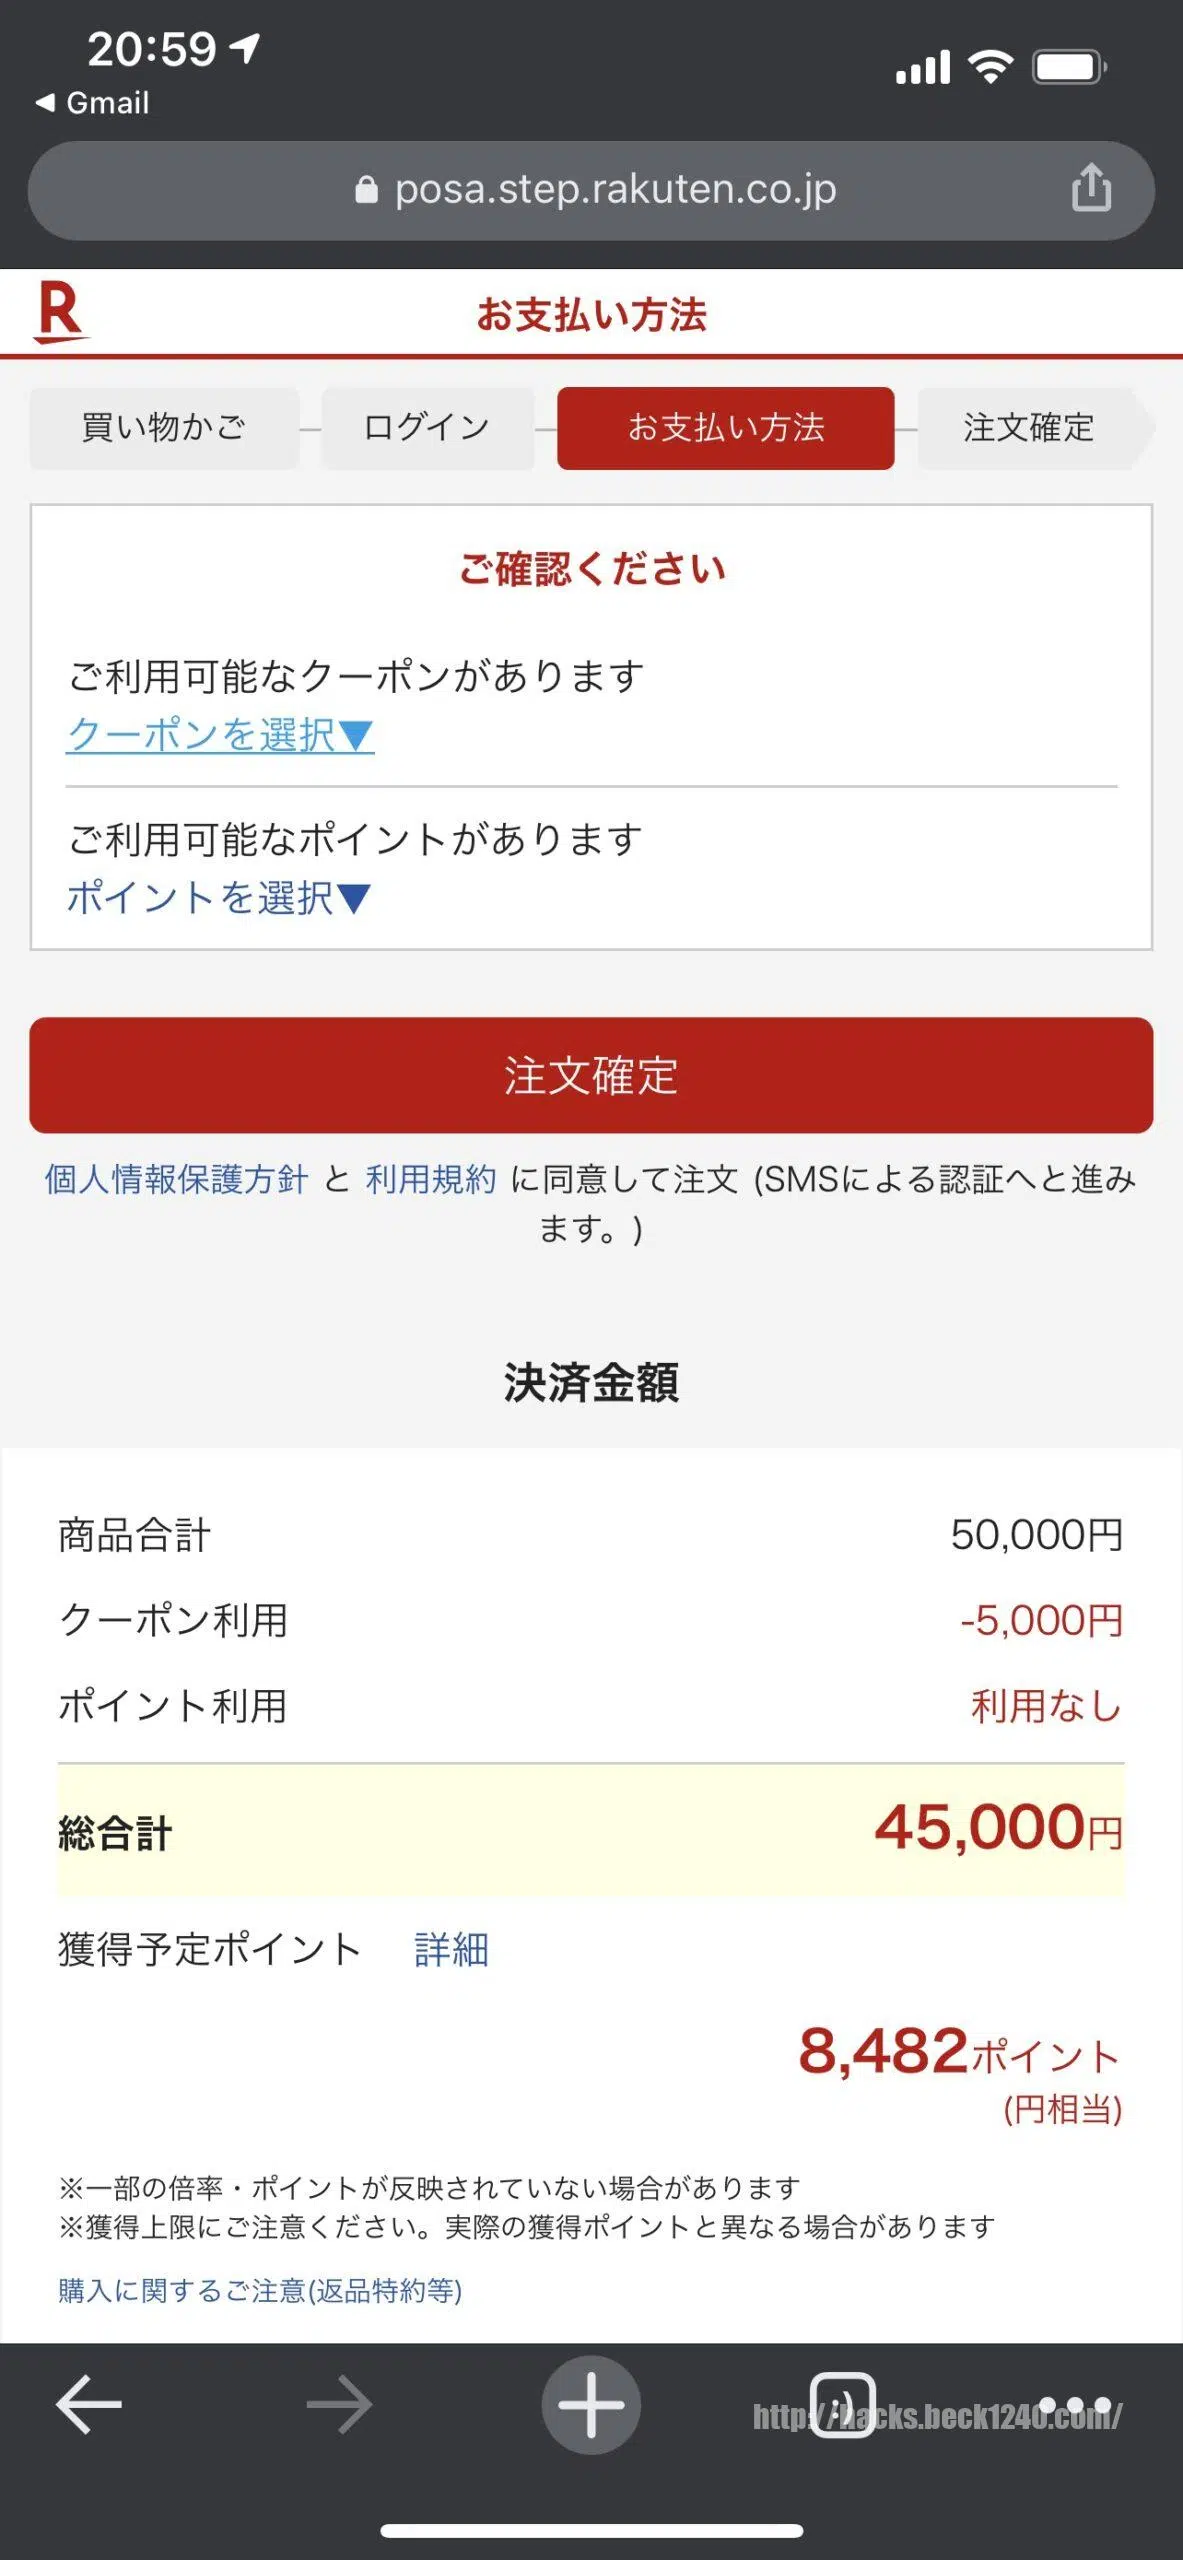 20:59
◀ Gmail
posa.step.rakuten.co.jp
R
お支払い方法
買い物かご
ログイン
お支払い方法
注文確定
ご確認ください
ご利用可能なクーポンがあります
クーポンを選択▼
ご利用可能なポイントがあります
ポイントを選択▼
注文確定
個人情報保護方針 と 利用規約 に同意して注文 (SMSによる認証へと進み
ます。)
決済金額
商品合計 50,000円
クーポン利用 -5,000円
ポイント利用 利用なし
総合計 45,000円
獲得予定ポイント 詳細
8,482ポイント
(円相当)
※一部の倍率・ポイントが反映されていない場合があります
※獲得上限にご注意ください。実際の獲得ポイントと異なる場合があります
購入に関するご注意(返品特約等)
:)
http://hacks.beck1240.com/